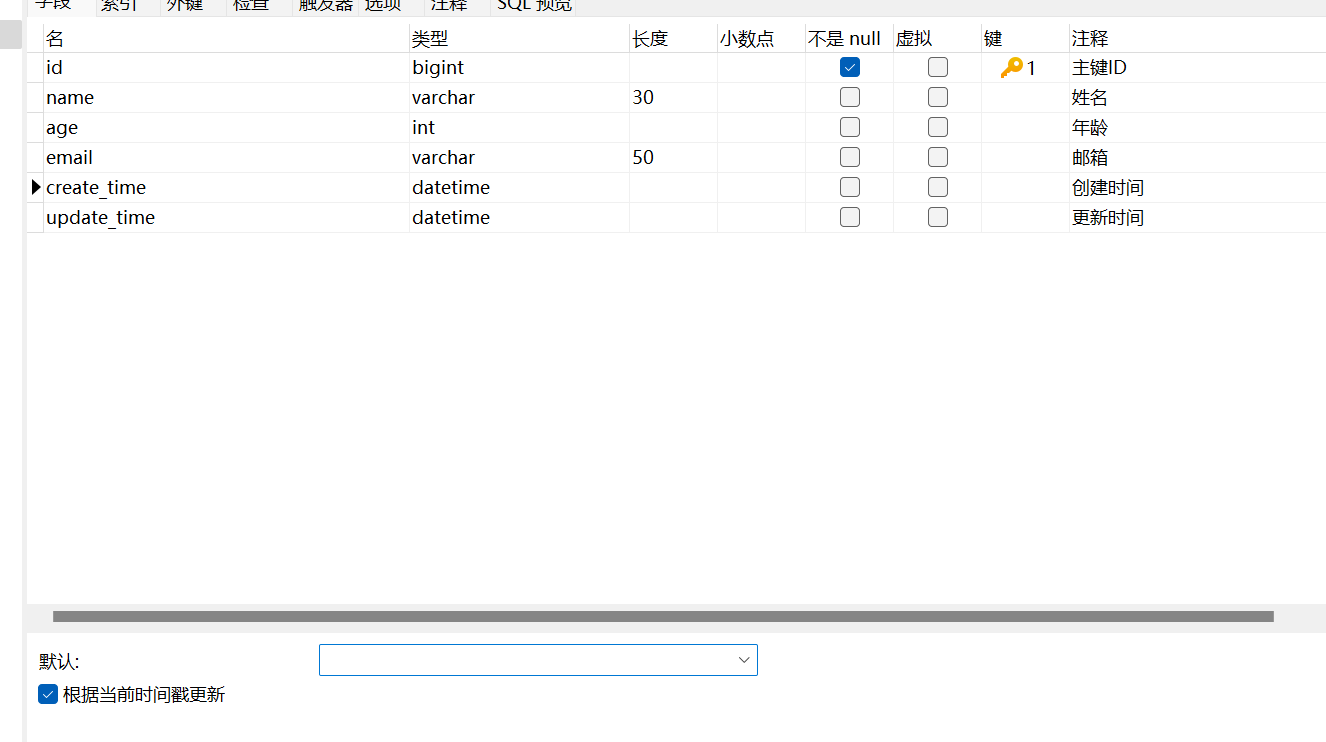 字段 索引 外键 检查 触发器 选项 注释 SQL 预览
名 类型 长度 小数点 不是 null 虚拟 键 注释
id bigint 1 主键ID
name varchar 30 姓名
age int 年龄
email varchar 50 邮箱
create_time datetime 创建时间
update_time datetime 更新时间
默认:
根据当前时间戳更新